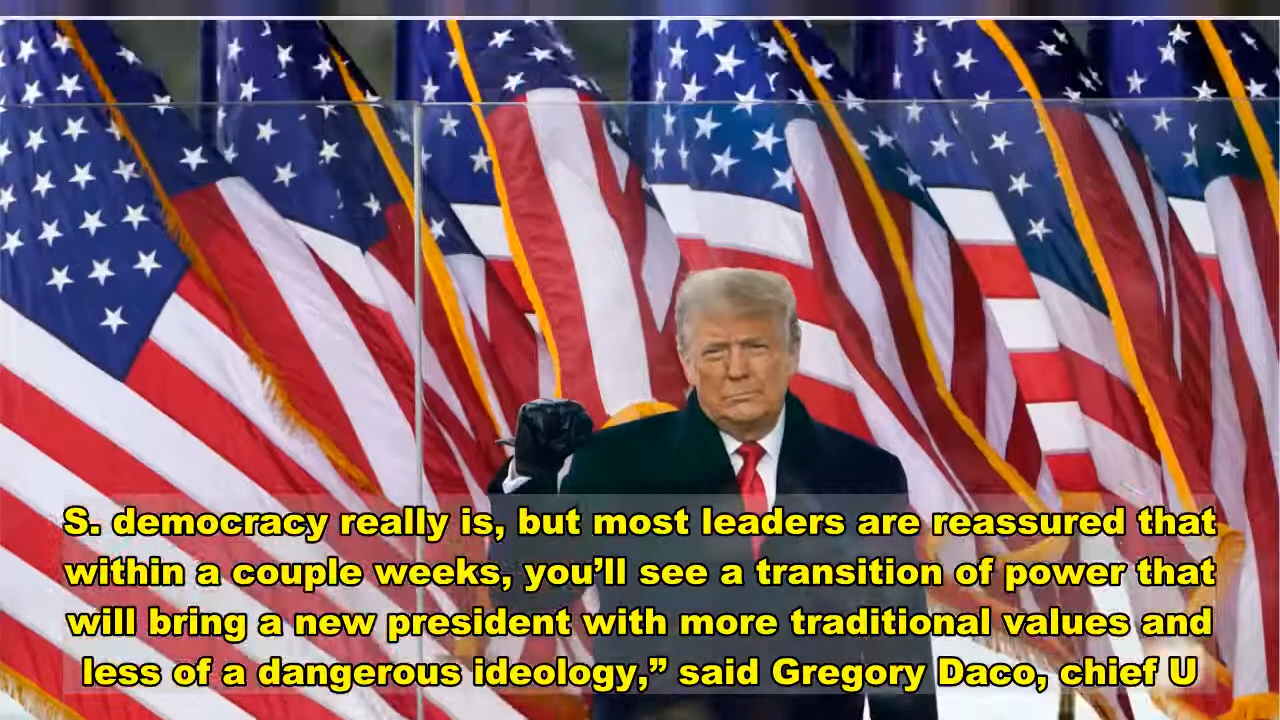 S. democracy really is, but most leaders are reassured that
within a couple weeks, you’ll see a transition of power that
will bring a new president with more traditional values and
less of a dangerous ideology,” said Gregory Daco, chief U